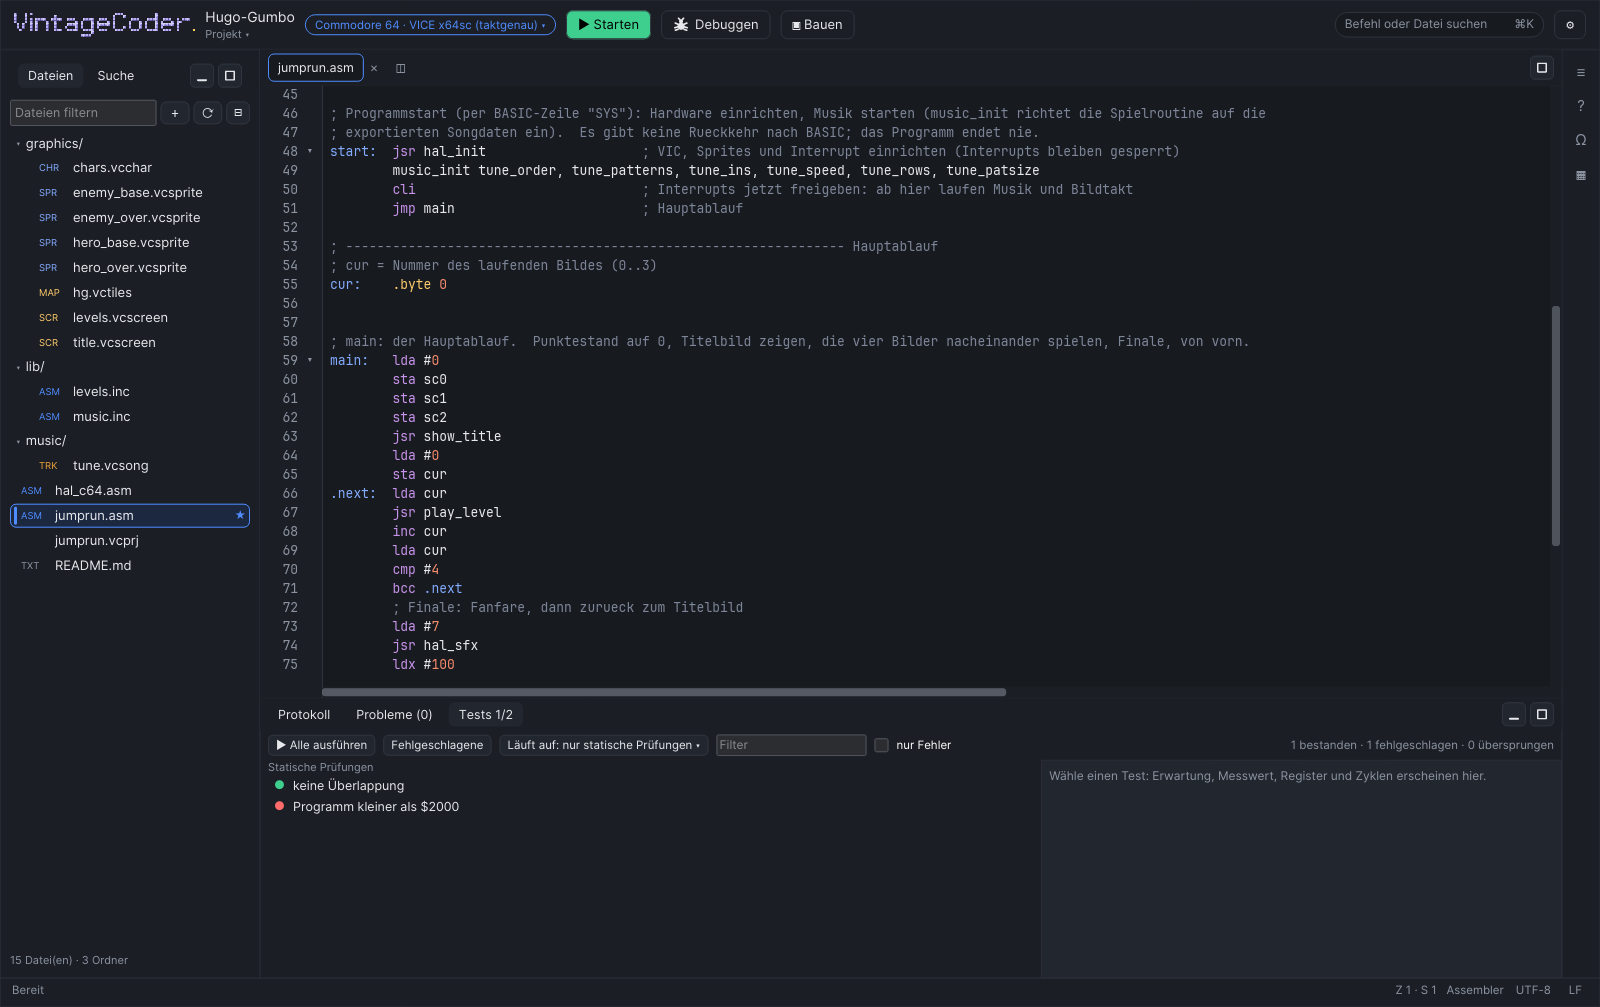 VintageCoder.
Hugo-Gumbo
Projekt
Commodore 64 · VICE x64sc (taktgenau)
Starten
Debuggen
Bauen
Befehl oder Datei suchen ⌘K
Dateien
Suche
Dateien filtern
graphics/
CHR chars.vcchar
SPR enemy_base.vcsprite
SPR enemy_over.vcsprite
SPR hero_base.vcsprite
SPR hero_over.vcsprite
MAP hg.vctiles
SCR levels.vcscreen
SCR title.vcscreen
lib/
ASM levels.inc
ASM music.inc
music/
TRK tune.vcsong
ASM hal_c64.asm
ASM jumprun.asm ★
jumprun.vcprj
TXT README.md
15 Datei(en) · 3 Ordner
jumprun.asm ×
45
46 ; Programmstart (per BASIC-Zeile "SYS"): Hardware einrichten, Musik starten (music_init richtet die Spielroutine auf die
47 ; exportierten Songdaten ein).  Es gibt keine Rueckkehr nach BASIC; das Programm endet nie.
48 start:  jsr hal_init                    ; VIC, Sprites und Interrupt einrichten (Interrupts bleiben gesperrt)
49         music_init tune_order, tune_patterns, tune_ins, tune_speed, tune_rows, tune_patsize
50         cli                             ; Interrupts jetzt freigeben: ab hier laufen Musik und Bildtakt
51         jmp main                        ; Hauptablauf
52
53 ; ---------------------------------------------------------------- Hauptablauf
54 ; cur = Nummer des laufenden Bildes (0..3)
55 cur:    .byte 0
56
57
58 ; main: der Hauptablauf.  Punktestand auf 0, Titelbild zeigen, die vier Bilder nacheinander spielen, Finale, von vorn.
59 main:   lda #0
60         sta sc0
61         sta sc1
62         sta sc2
63         jsr show_title
64         lda #0
65         sta cur
66 .next:  lda cur
67         jsr play_level
68         inc cur
69         lda cur
70         cmp #4
71         bcc .next
72         ; Finale: Fanfare, dann zurueck zum Titelbild
73         lda #7
74         jsr hal_sfx
75         ldx #100
Protokoll
Probleme (0)
Tests 1/2
Alle ausführen
Fehlgeschlagene
Läuft auf: nur statische Prüfungen
Filter
nur Fehler
1 bestanden · 1 fehlgeschlagen · 0 übersprungen
Statische Prüfungen
keine Überlappung
Programm kleiner als $2000
Wähle einen Test: Erwartung, Messwert, Register und Zyklen erscheinen hier.
Bereit
Z 1 · S 1 Assembler UTF-8 LF